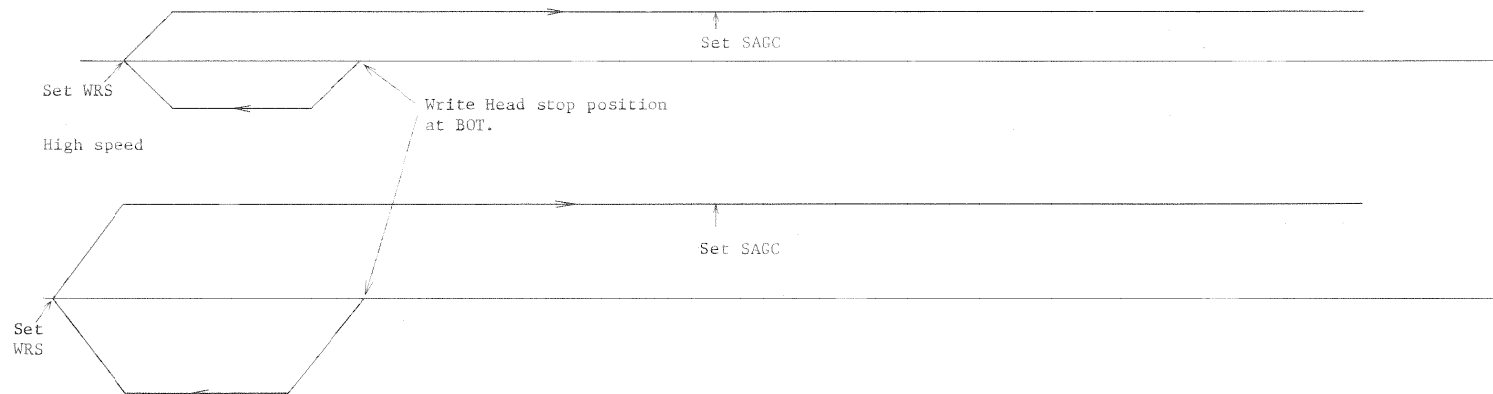 Set SAGC
Set WRS
Write Head stop position
at BOT.
High speed
Set SAGC
Set
WRS